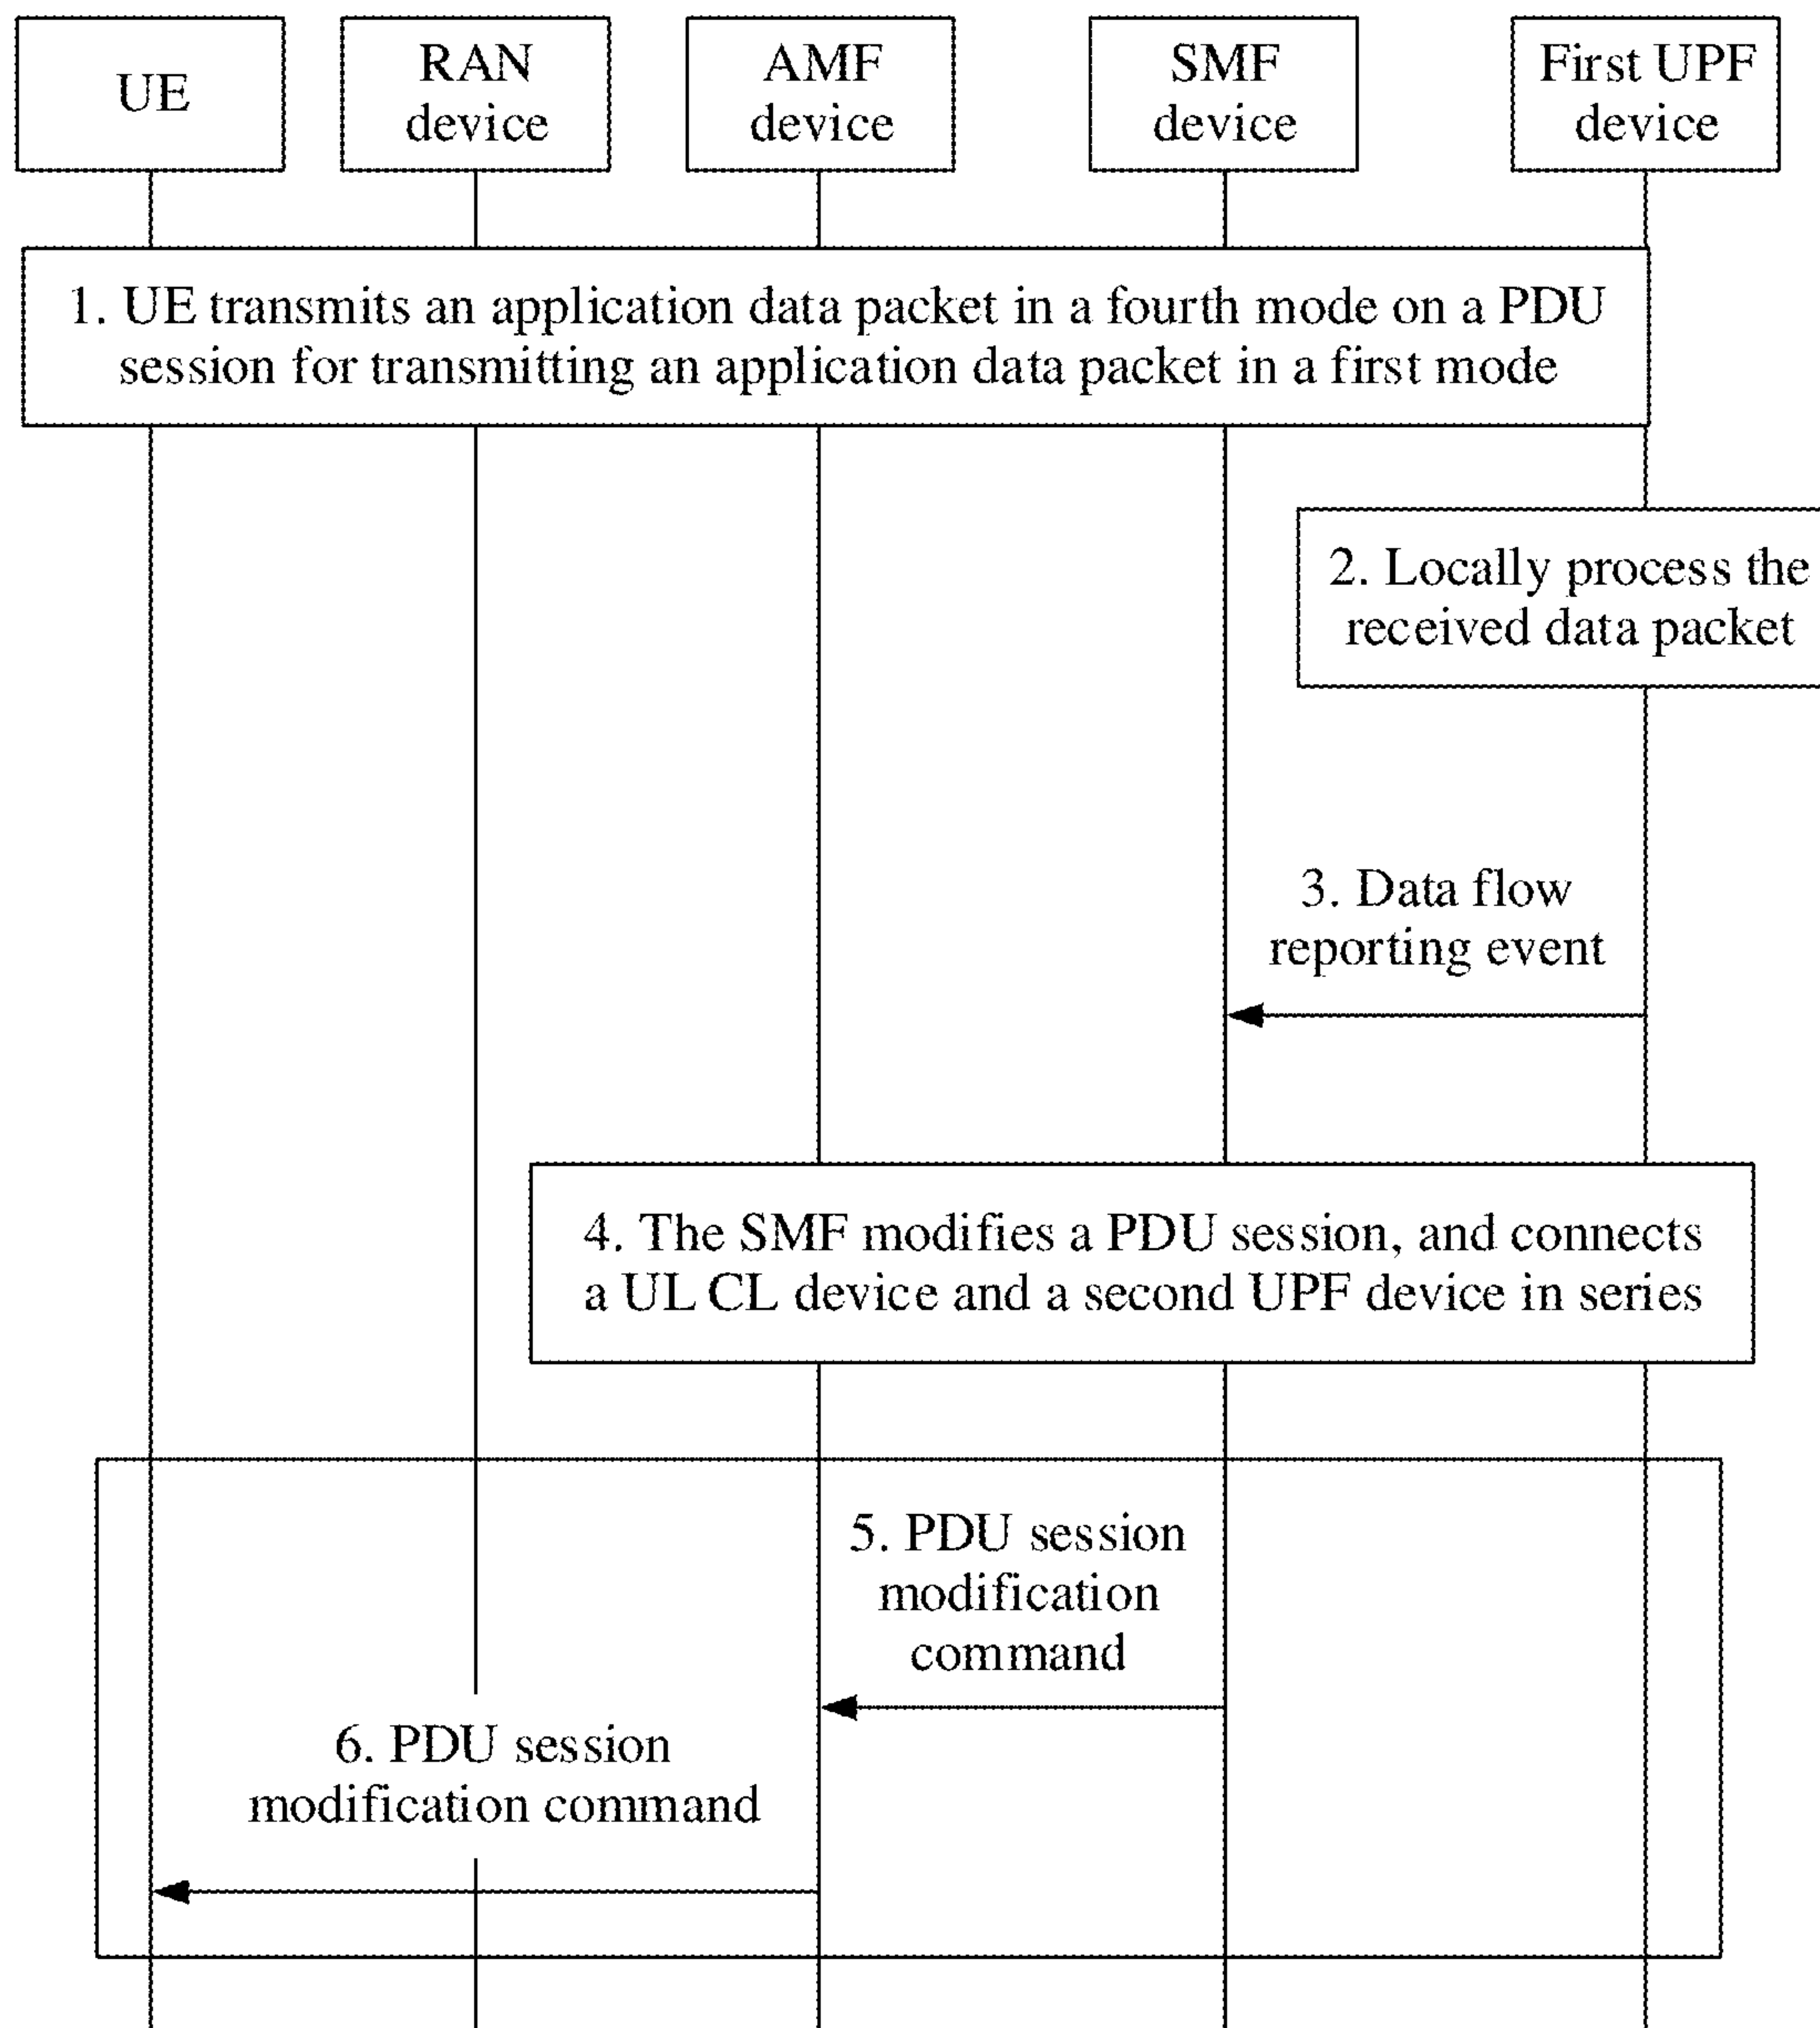 UE
RAN
device
AMF
device
SMF
device
First UPF
device
1. UE transmits an application data packet in a fourth mode on a PDU
session for transmitting an application data packet in a first mode
2. Locally process the
received data packet
3. Data flow
reporting event
4. The SMF modifies a PDU session, and connects
a UL CL device and a second UPF device in series
5. PDU session
modification
command
6. PDU session
modification command